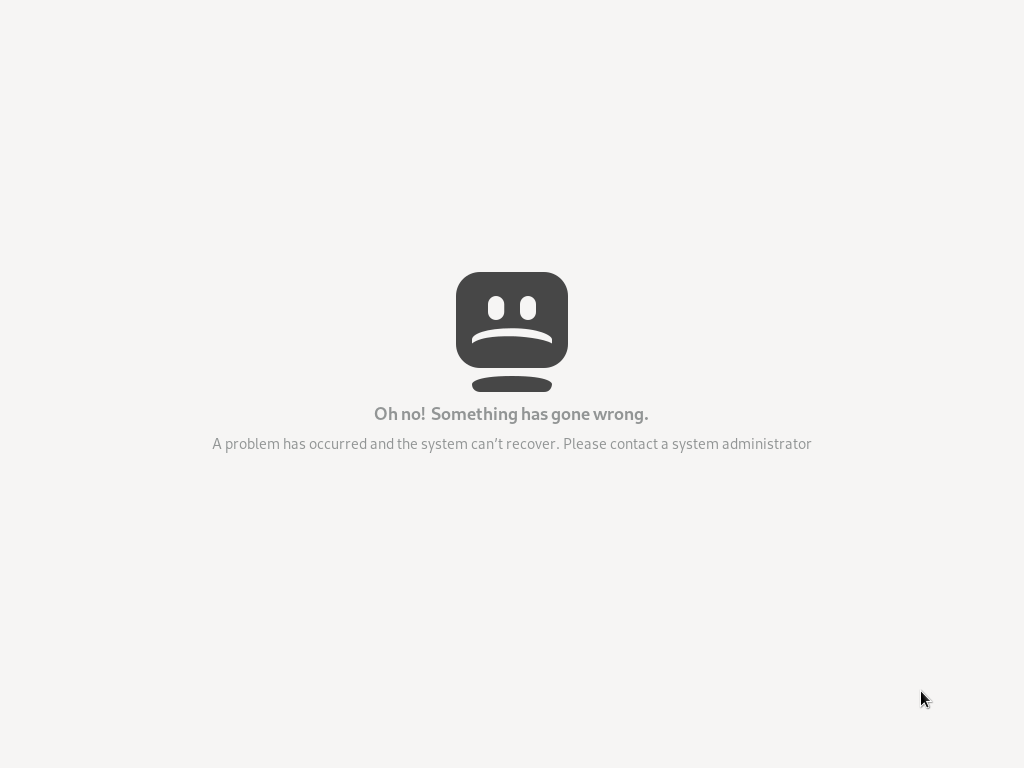 Oh no! Something has gone wrong.
A problem has occurred and the system can’t recover. Please contact a system administrator